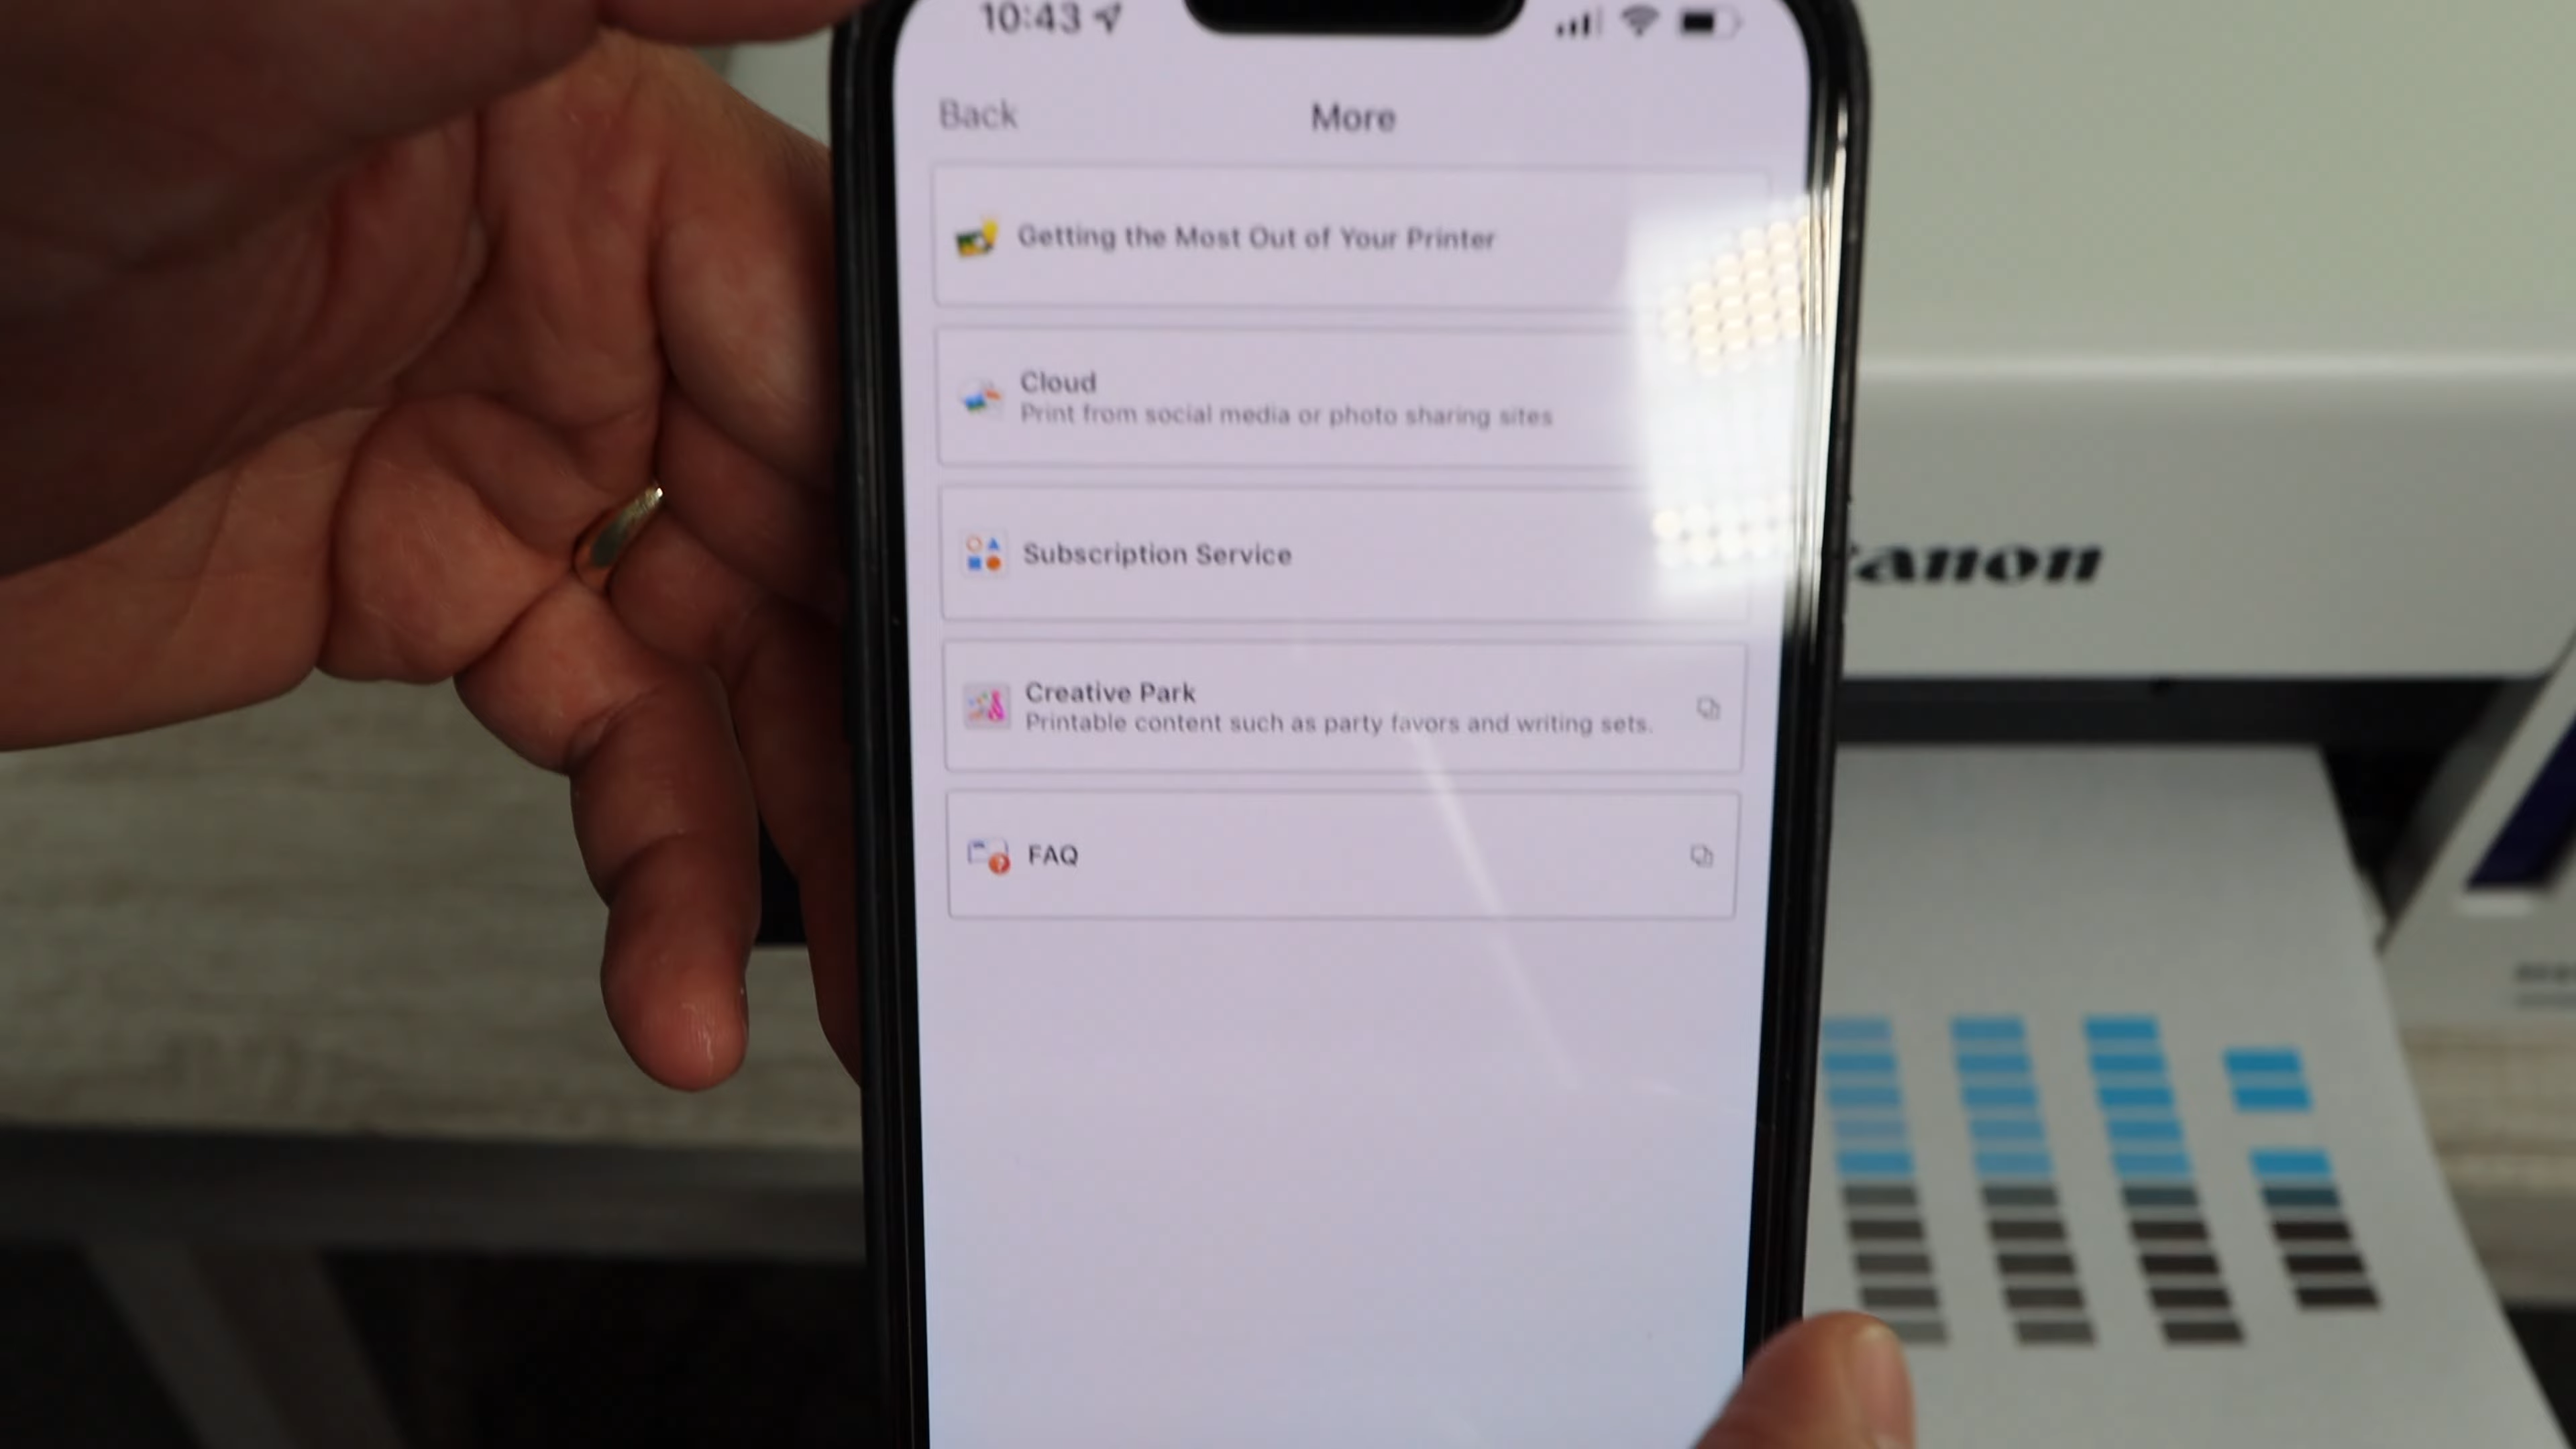 10:43
Back
More
Getting the Most Out of Your Printer
Cloud
Print from social media or photo sharing sites
Subscription Service
Creative Park
Printable content such as party favors and writing sets.
FAQ
anon